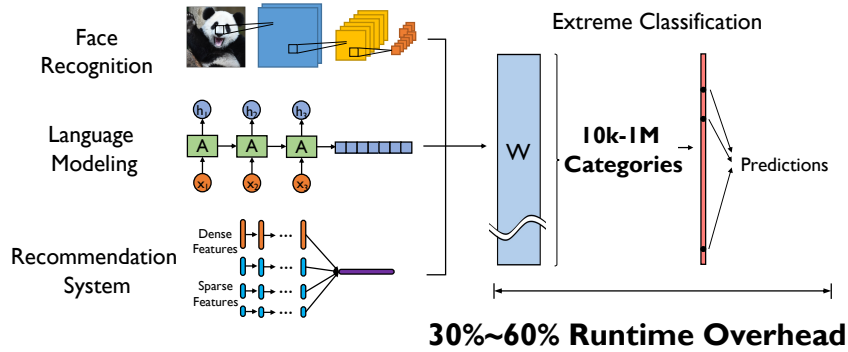 Extreme Classification
Face
Recognition
h₁ h₂ h₃
Language
Modeling
A A A
x₁ x₂ x₃
W
10k-1M
Categories
Predictions
Dense
Features
Recommendation
System
Sparse
Features
30%~60% Runtime Overhead